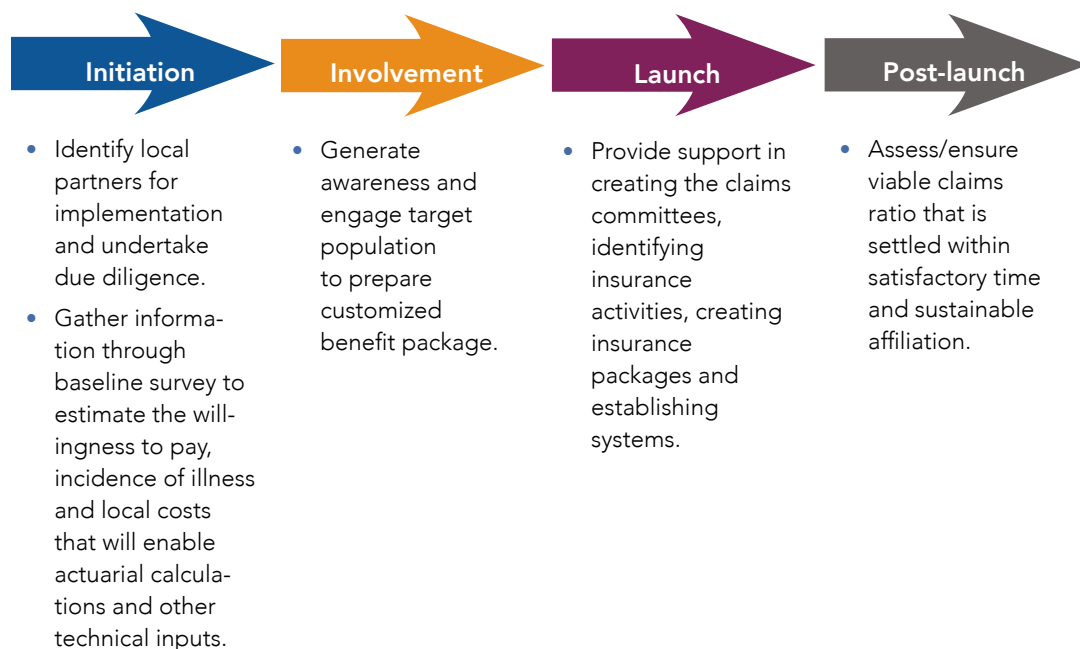 Initiation
Identify local
partners for
implementation
and undertake
due diligence.
Gather informa-
tion through
baseline survey to
estimate the will-
ingness to pay,
incidence of illness
and local costs
that will enable
actuarial calcula-
tions and other
technical inputs.
Involvement
Generate
awareness and
engage target
population
to prepare
customized
benefit package.
Launch
Provide support in
creating the claims
committees,
identifying
insurance
activities, creating
insurance
packages and
establishing
systems.
Post-launch
Assess/ensure
viable claims
ratio that is
settled within
satisfactory time
and sustainable
affiliation.